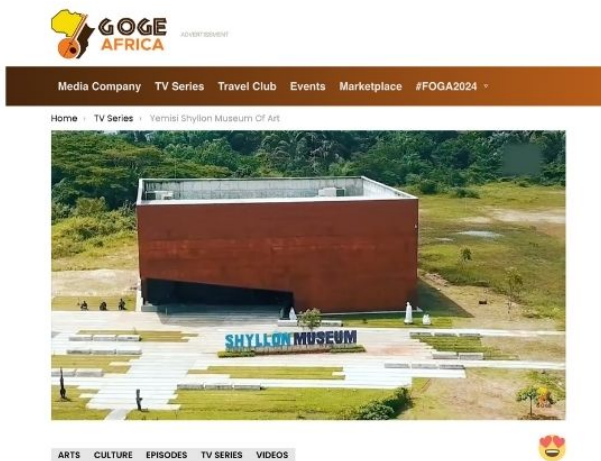 GOGE
AFRICA
ADVERTISEMENT
Media Company TV Series Travel Club Events Marketplace #FOGA2024
Home TV Series Yemisi Shyllon Museum Of Art
SHYLLON MUSEUM
ARTS CULTURE EPISODES TV SERIES VIDEOS